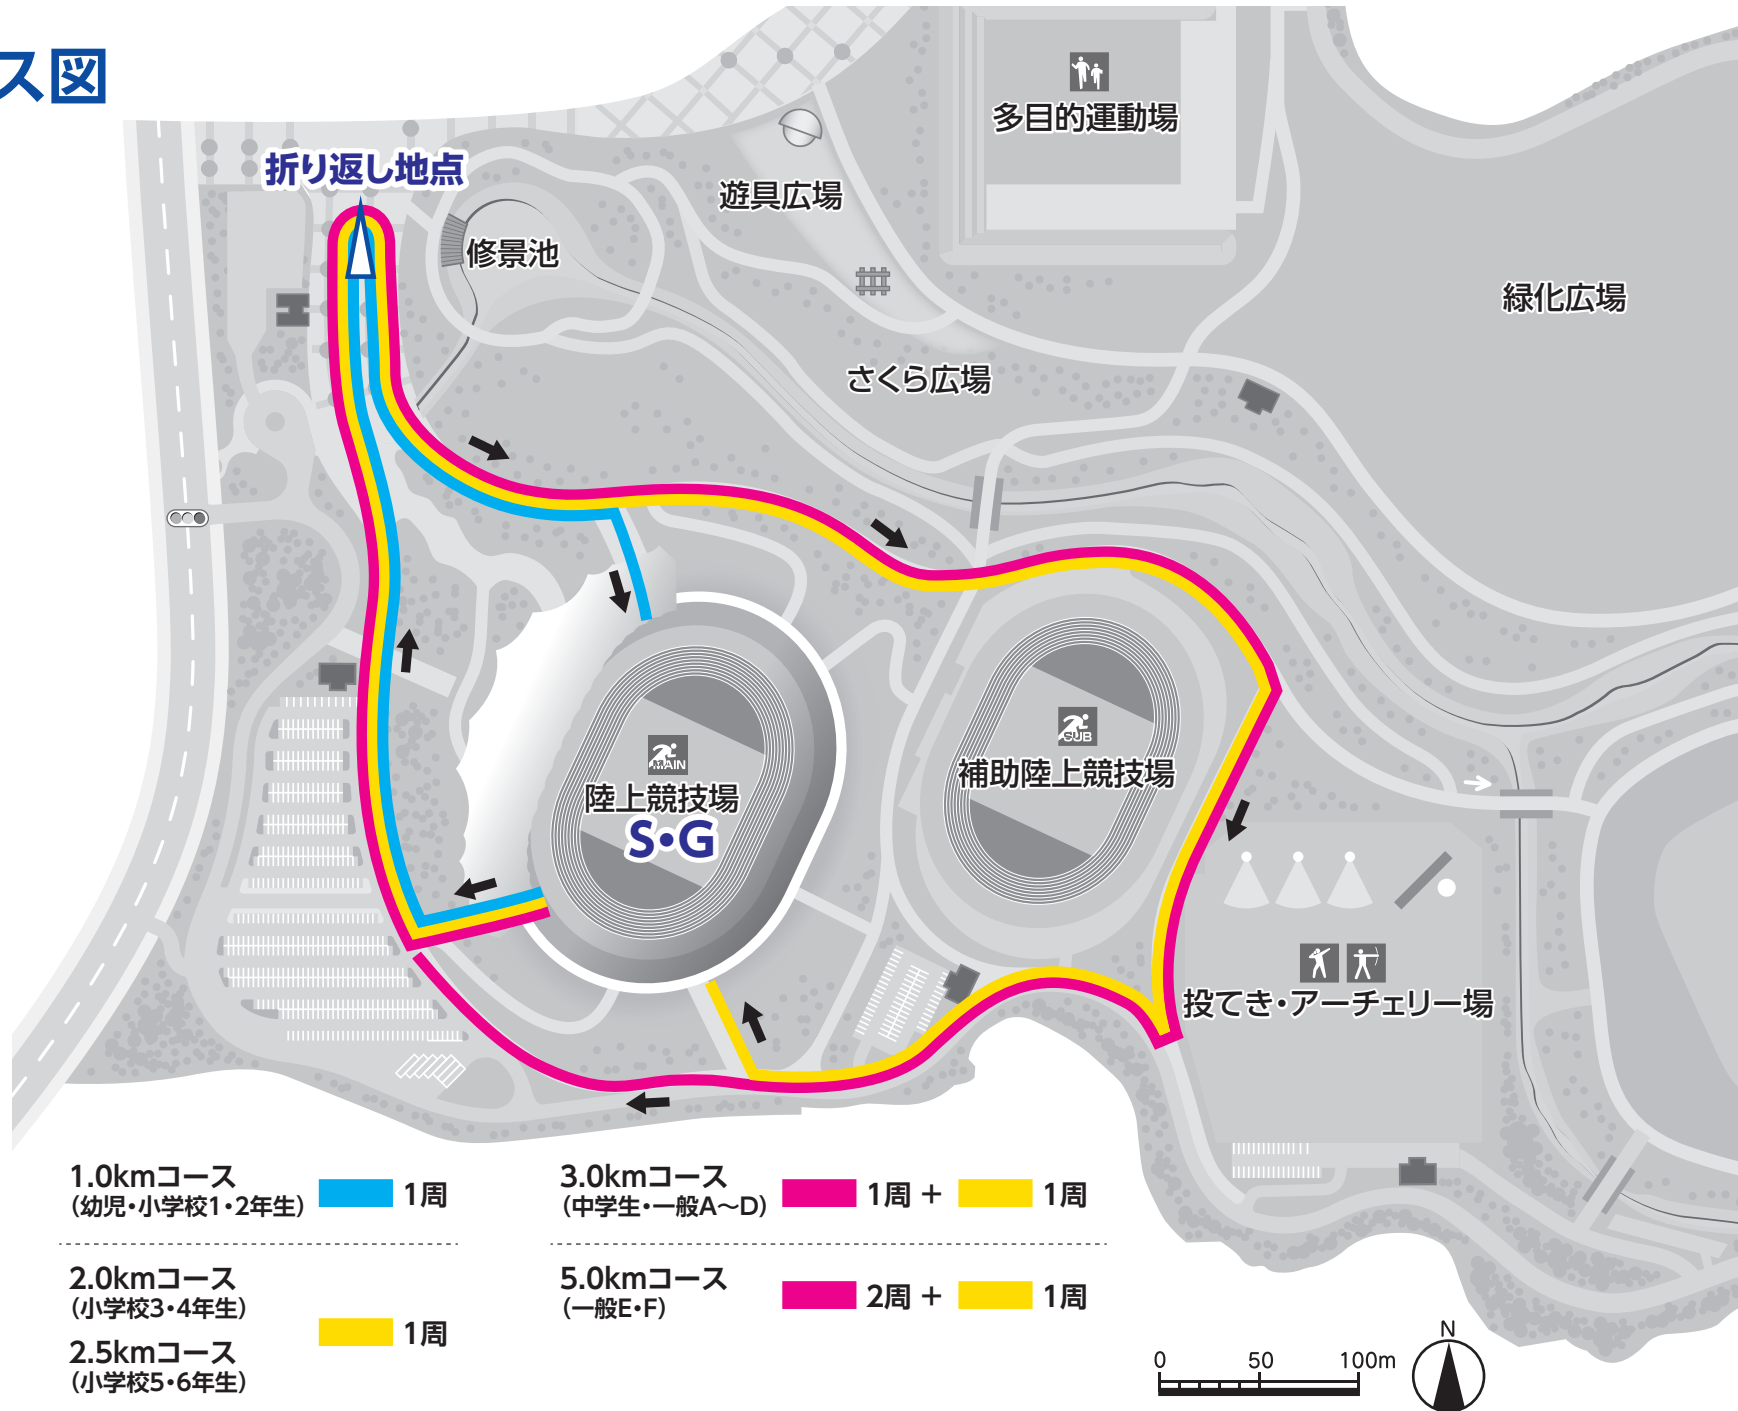 ス図
多目的運動場
折り返し地点
遊具広場
修景池
緑化広場
さくら広場
MAIN
陸上競技場
S・G
SUB
補助陸上競技場
投てき・アーチェリー場
1.0kmコース
（幼児・小学校1・2年生）
1周
2.0kmコース
（小学校3・4年生）
2.5kmコース
（小学校5・6年生）
1周
3.0kmコース
（中学生・一般A〜D）
1周 + 1周
5.0kmコース
（一般E・F）
2周 + 1周
0 50 100m
N